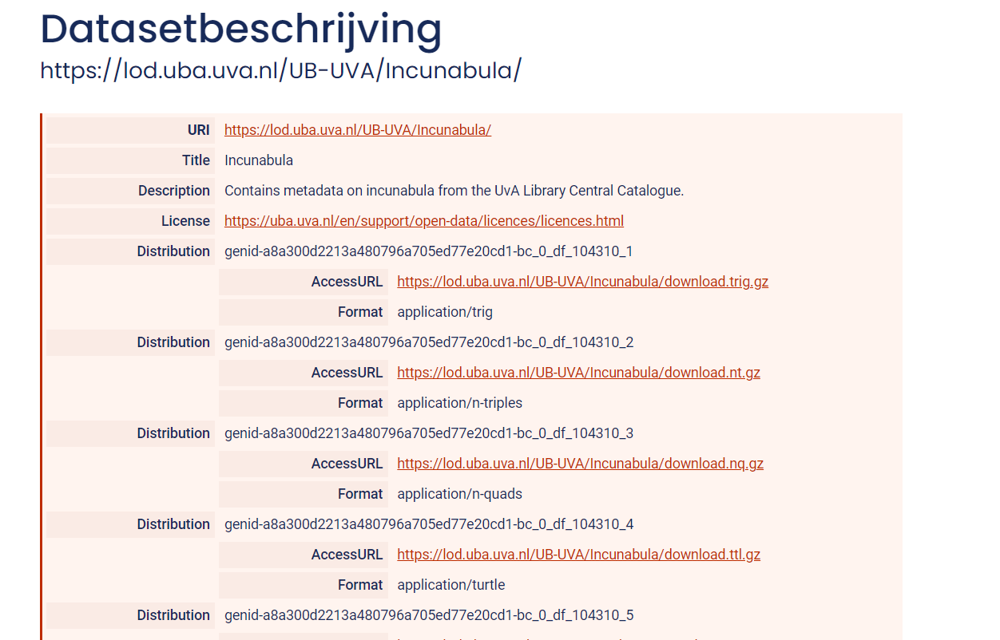 Datasetbeschrijving
https://lod.uba.uva.nl/UB-UVA/Incunabula/
URI https://lod.uba.uva.nl/UB-UVA/Incunabula/
Title Incunabula
Description Contains metadata on incunabula from the UvA Library Central Catalogue.
License https://uba.uva.nl/en/support/open-data/licences/licences.html
Distribution genid-a8a300d2213a480796a705ed77e20cd1-bc_0_df_104310_1
AccessURL https://lod.uba.uva.nl/UB-UVA/Incunabula/download.trig.gz
Format application/trig
Distribution genid-a8a300d2213a480796a705ed77e20cd1-bc_0_df_104310_2
AccessURL https://lod.uba.uva.nl/UB-UVA/Incunabula/download.nt.gz
Format application/n-triples
Distribution genid-a8a300d2213a480796a705ed77e20cd1-bc_0_df_104310_3
AccessURL https://lod.uba.uva.nl/UB-UVA/Incunabula/download.nq.gz
Format application/n-quads
Distribution genid-a8a300d2213a480796a705ed77e20cd1-bc_0_df_104310_4
AccessURL https://lod.uba.uva.nl/UB-UVA/Incunabula/download.ttl.gz
Format application/turtle
Distribution genid-a8a300d2213a480796a705ed77e20cd1-bc_0_df_104310_5